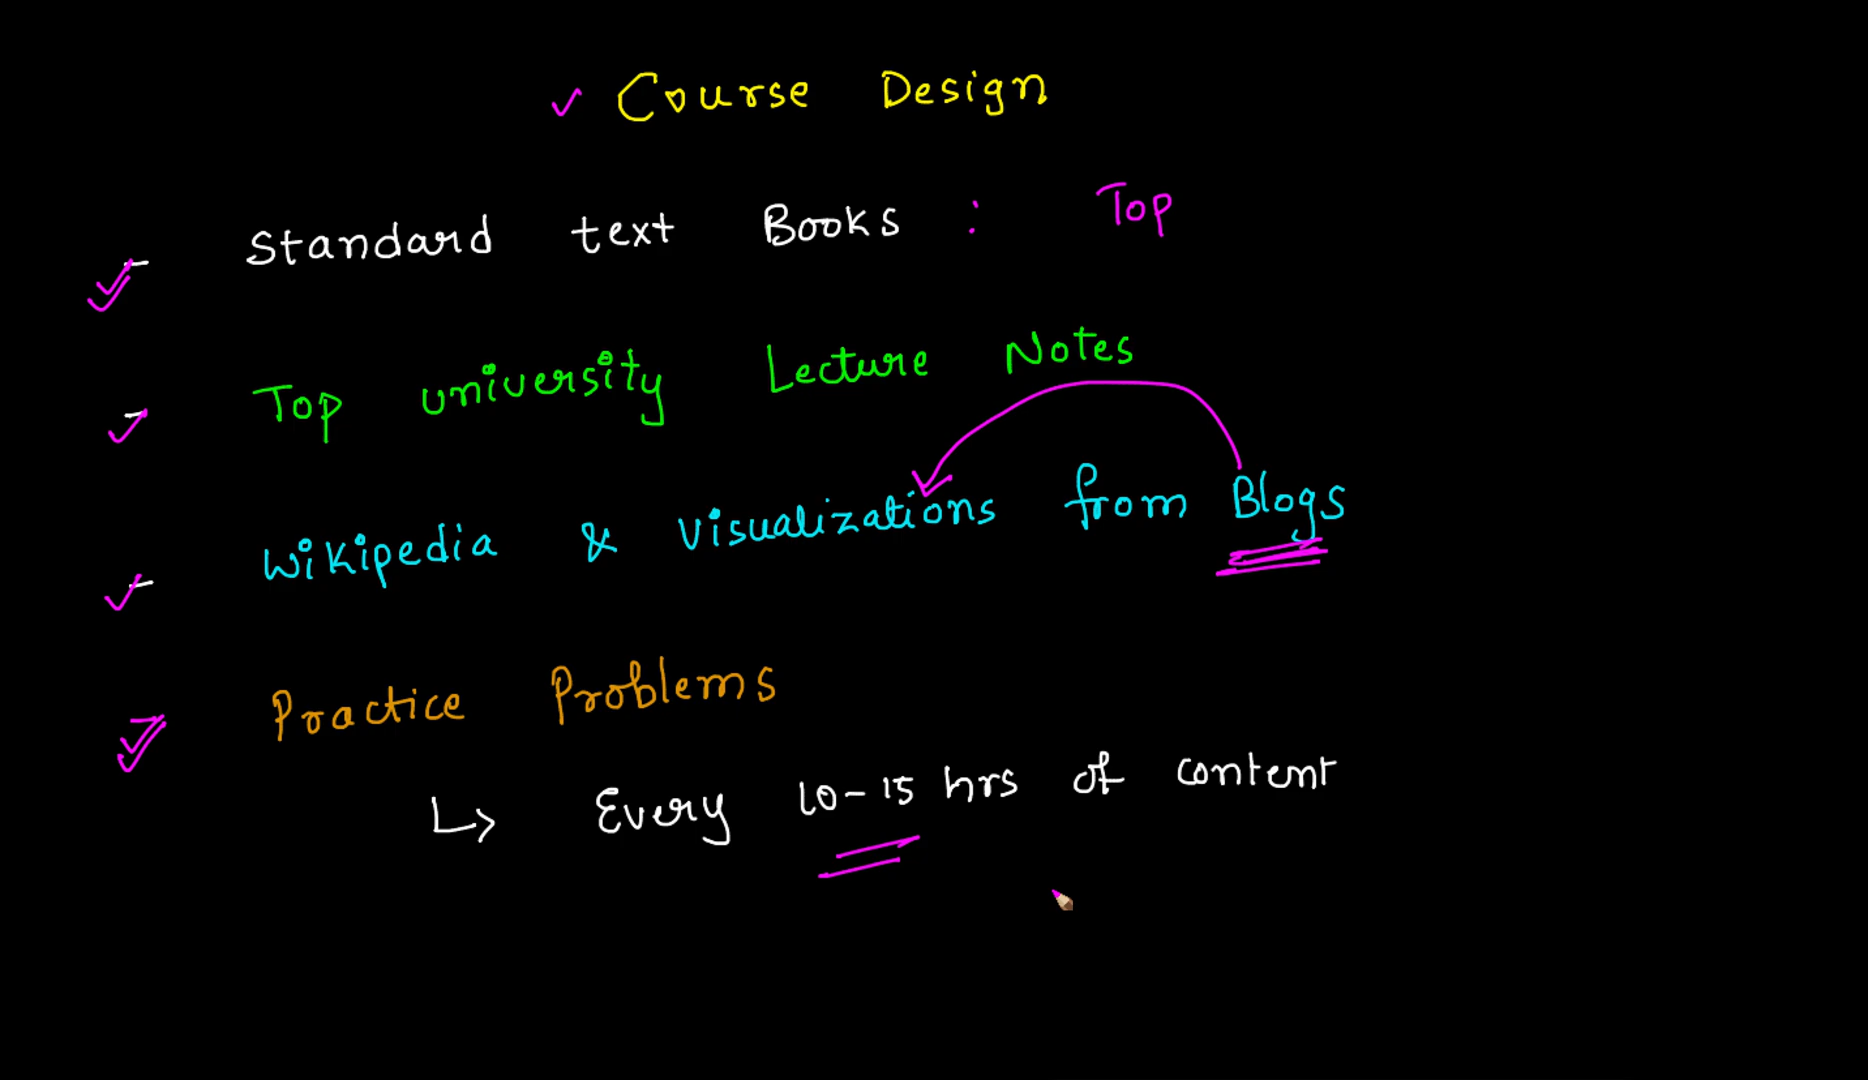 Course Design
- Standard text Books : Top
- Top university Lecture Notes
- Wikipedia & Visualizations from Blogs
- Practice Problems
↳ Every 10-15 hrs of content